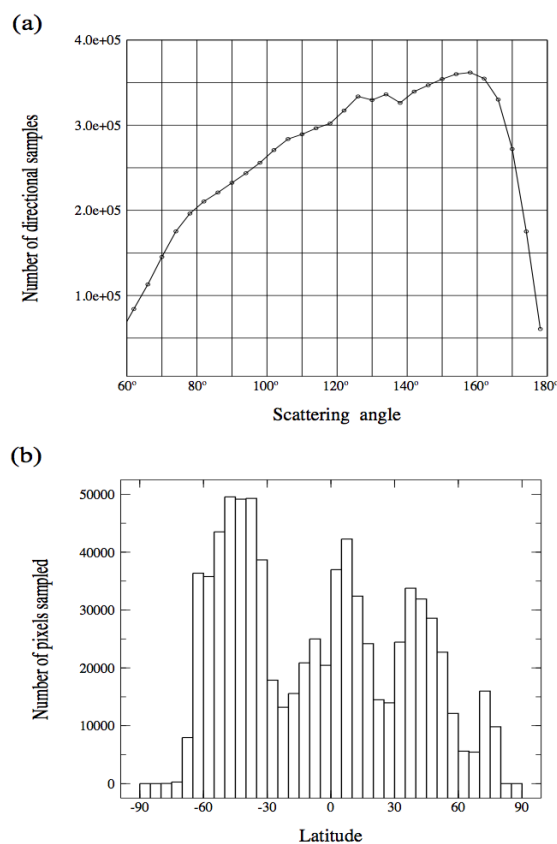 (a)
4.0e+05
3.0e+05
2.0e+05
1.0e+05
Number of directional samples
60° 80° 100° 120° 140° 160° 180°
Scattering angle
(b)
50000
40000
30000
20000
10000
0
Number of pixels sampled
-90 -60 -30 0 30 60 90
Latitude